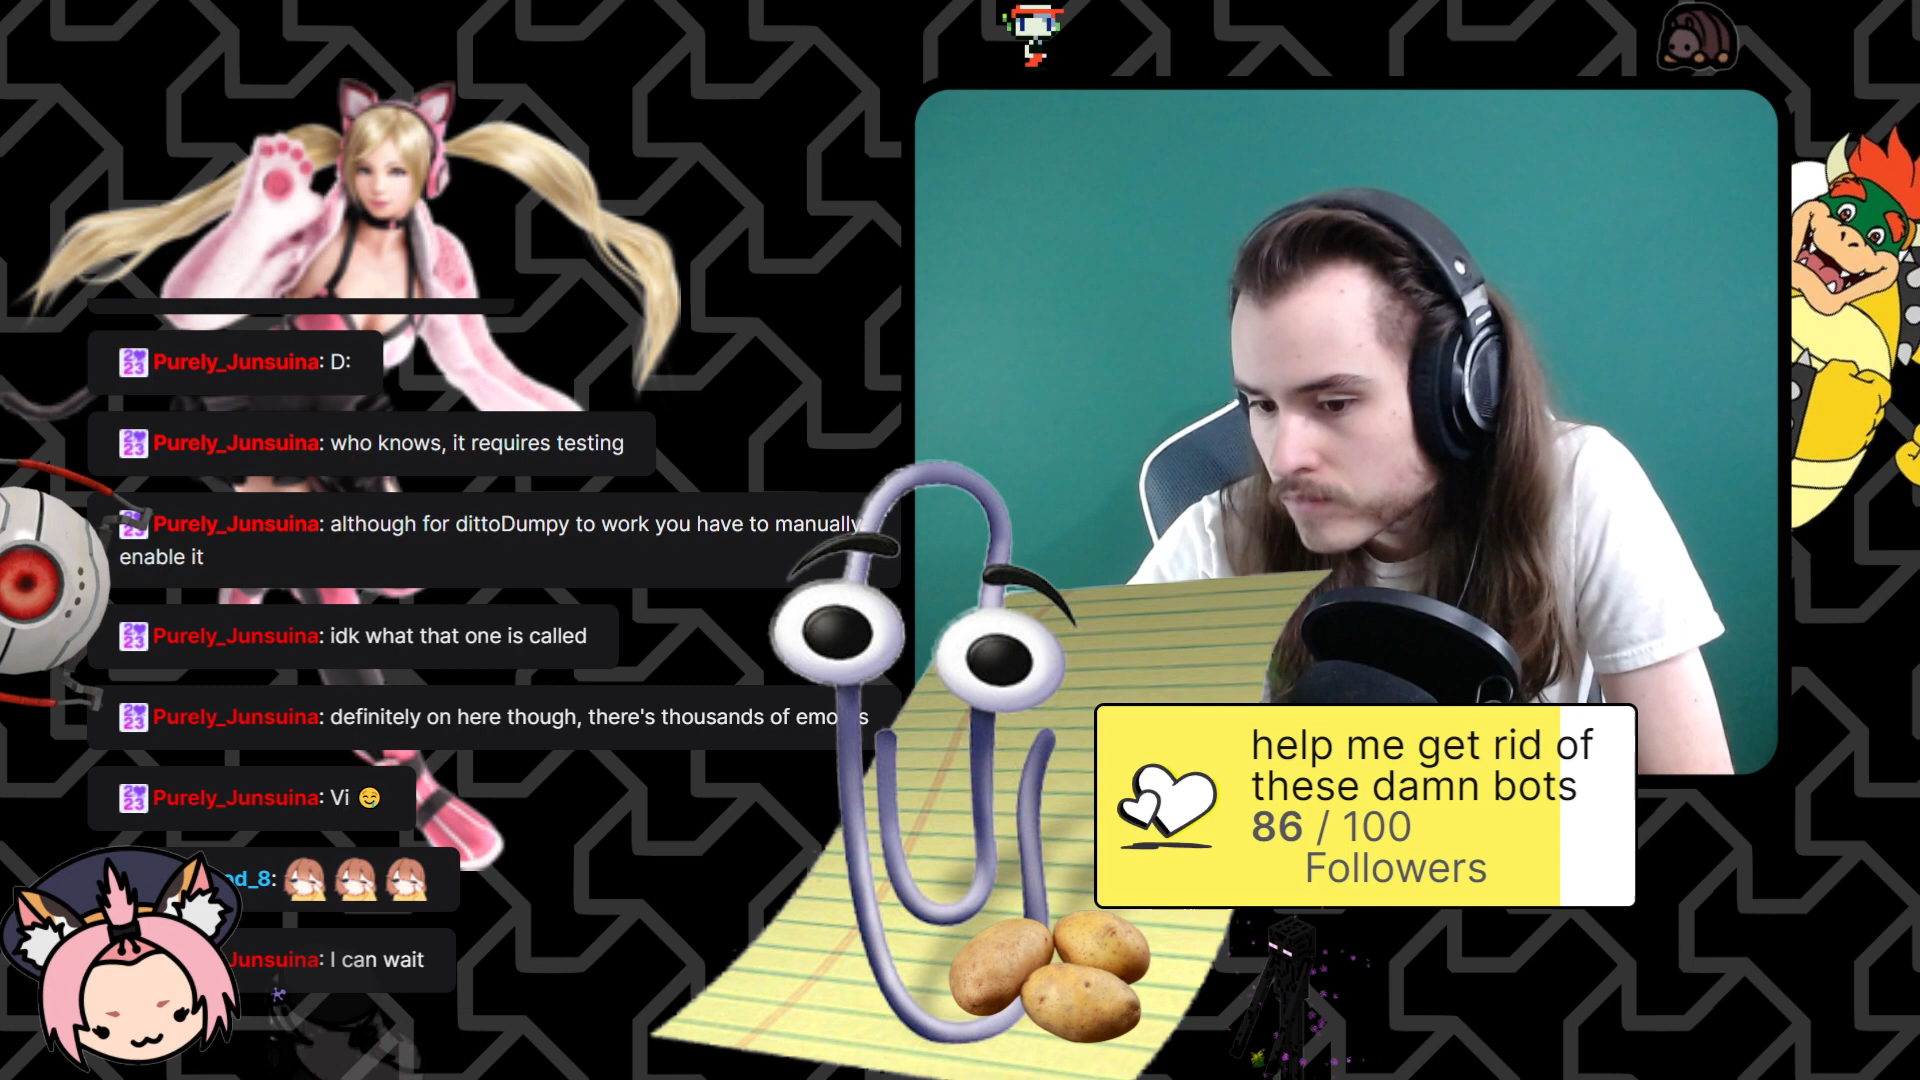 Purely_Junsuina: D:
Purely_Junsuina: who knows, it requires testing
Purely_Junsuina: although for dittoDumpy to work you have to manually
enable it
Purely_Junsuina: idk what that one is called
Purely_Junsuina: definitely on here though, there's thousands of
Purely_Junsuina: Vi
od_8:
Junsuina: I can wait
help me get rid of
these damn bots
86 / 100
Followers